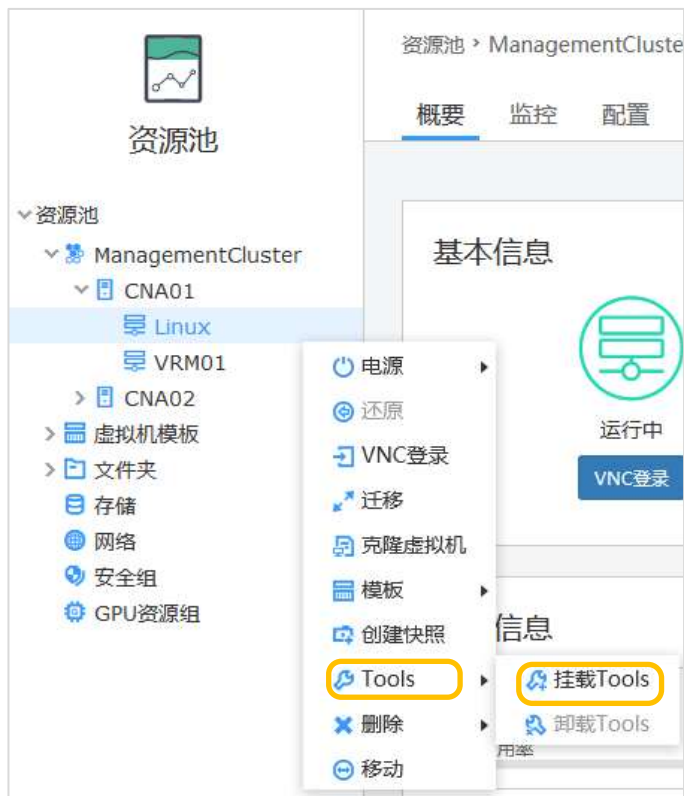 资源池
资源池
ManagementCluster
CNA01
Linux
VRM01
CNA02
虚拟机模板
文件夹
存储
网络
安全组
GPU资源组
资源池 > ManagementCluste
概要 监控 配置
基本信息
运行中
VNC登录
信息
用率
电源
还原
VNC登录
迁移
克隆虚拟机
模板
创建快照
Tools
删除
移动
挂载Tools
卸载Tools